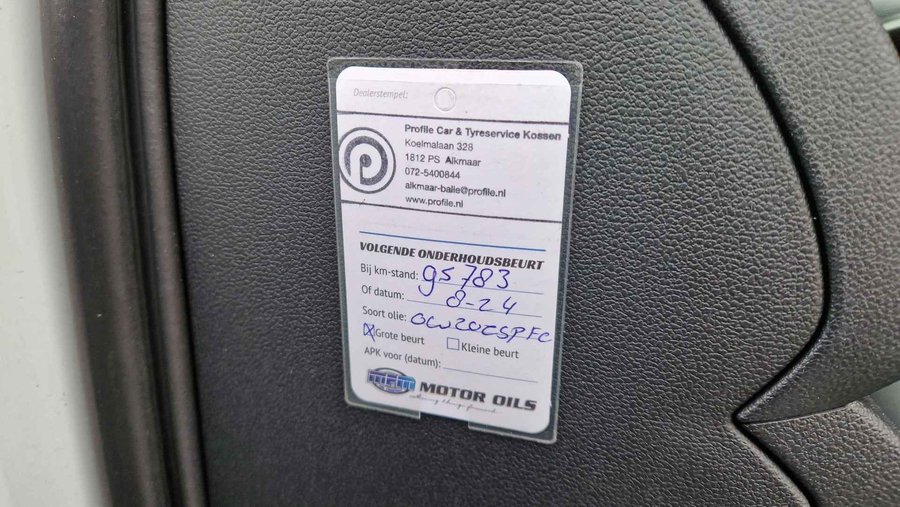 Dealerstempel:
Profile Car & Tyreservice Kossen
Koelmalaan 328
1812 PS Alkmaar
072-5400844
alkmaar-balie@profile.nl
www.profile.nl
VOLGENDE ONDERHOUDSBEURT
Bij km-stand: 95783
Of datum: 8-24
Soort olie: 0W20ESPFE
Grote beurt Kleine beurt
APK voor (datum):
MPM MOTOR OILS